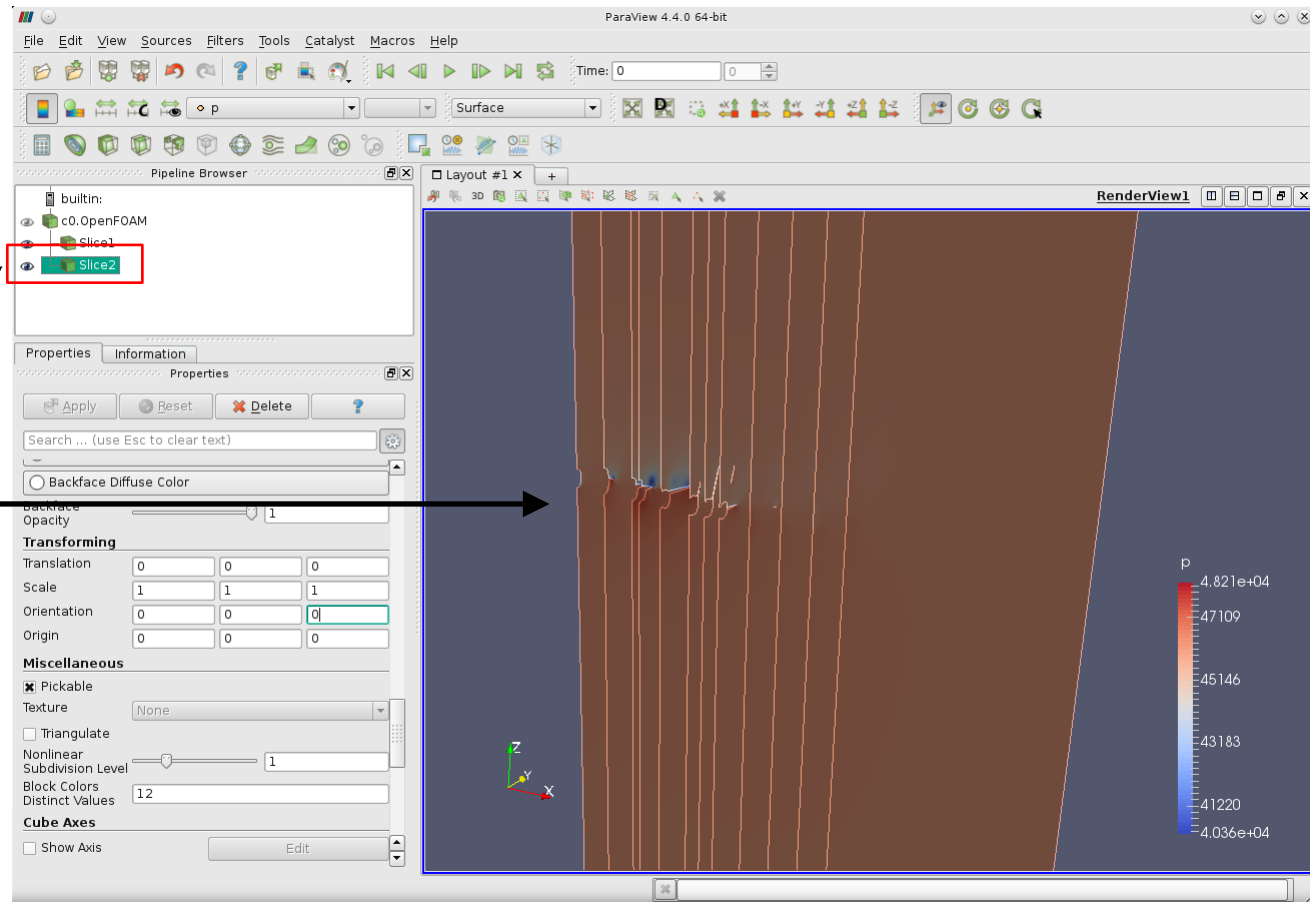 ParaView 4.4.0 64-bit
File Edit View Sources Filters Tools Catalyst Macros Help
Time: 0 0
p Surface
Pipeline Browser
Layout #1
3D RenderView1
builtin:
c0.OpenFOAM
Slice1
Slice2
Properties Information
Properties
Apply Reset Delete ?
Search ... (use Esc to clear text)
Backface Diffuse Color
Backface
Opacity 1
Transforming
Translation 0 0 0
Scale 1 1 1
Orientation 0 0 0
Origin 0 0 0
Miscellaneous
Pickable
Texture None
Triangulate
Nonlinear
Subdivision Level 1
Block Colors
Distinct Values 12
Cube Axes
Show Axis Edit
Z
Y
X
p
4.821e+04
47109
45146
43183
41220
4.036e+04